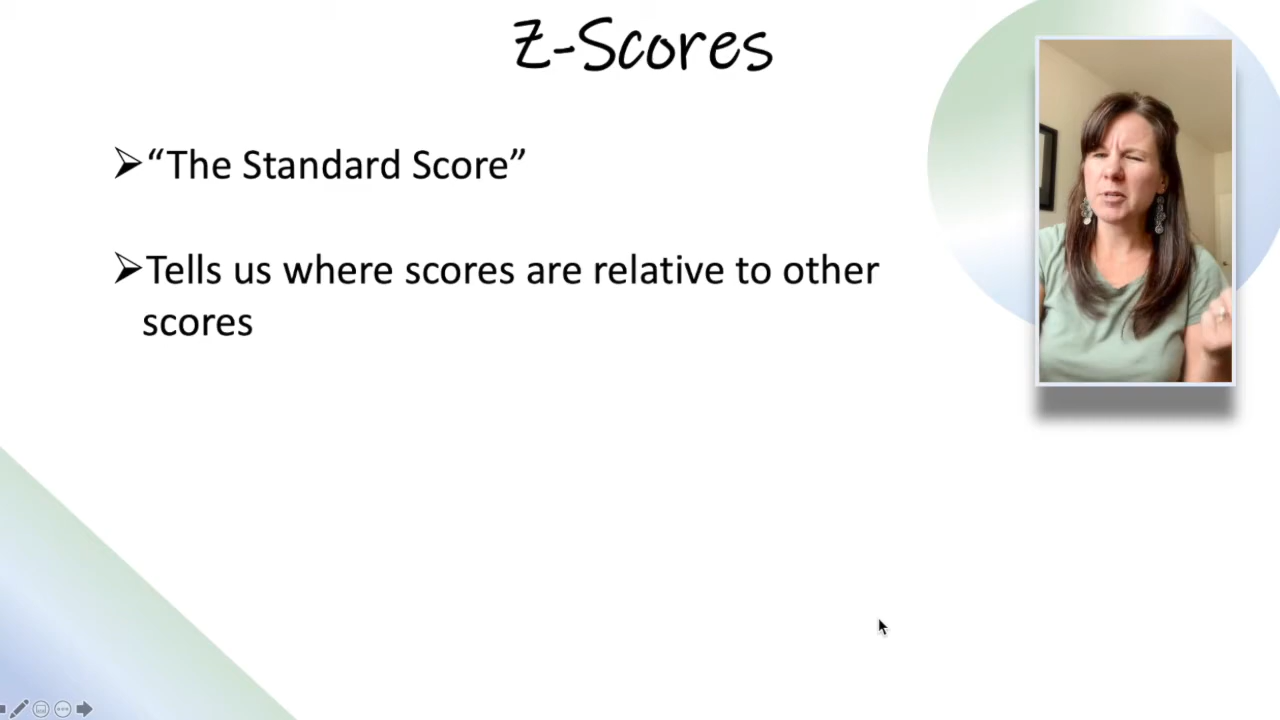 Z-Scores
“The Standard Score”
Tells us where scores are relative to other
scores